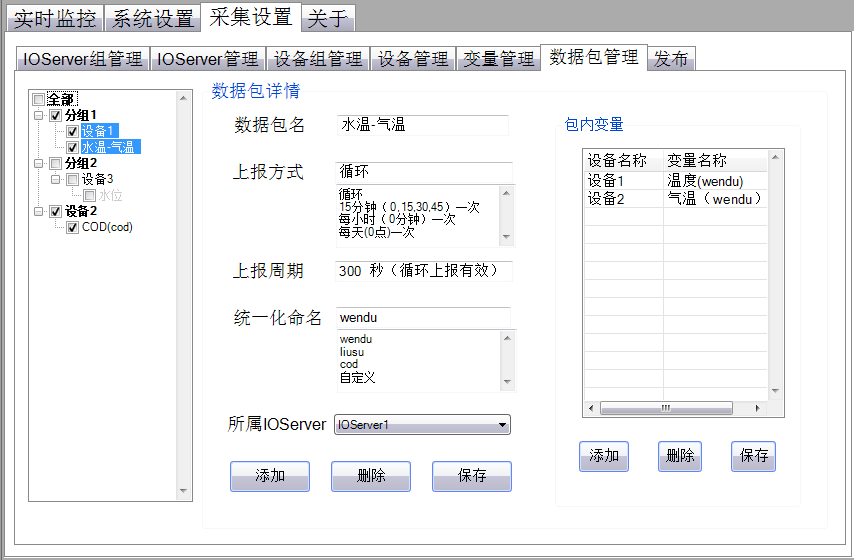 实时监控 系统设置 采集设置 关于
IOServer组管理 IOServer管理 设备组管理 设备管理 变量管理 数据包管理 发布
全部
分组1
设备1
水温-气温
分组2
设备3
水位
设备2
COD(cod)
数据包详情
数据包名 水温-气温
上报方式 循环
循环
15分钟（0,15,30,45）一次
每小时（0分钟）一次
每天(0点)一次
上报周期 300 秒（循环上报有效）
统一化命名 wendu
wendu
liusu
cod
自定义
所属IOServer IOServer1
添加 删除 保存
包内变量
设备名称 变量名称
设备1 温度(wendu)
设备2 气温（wendu）
添加 删除 保存